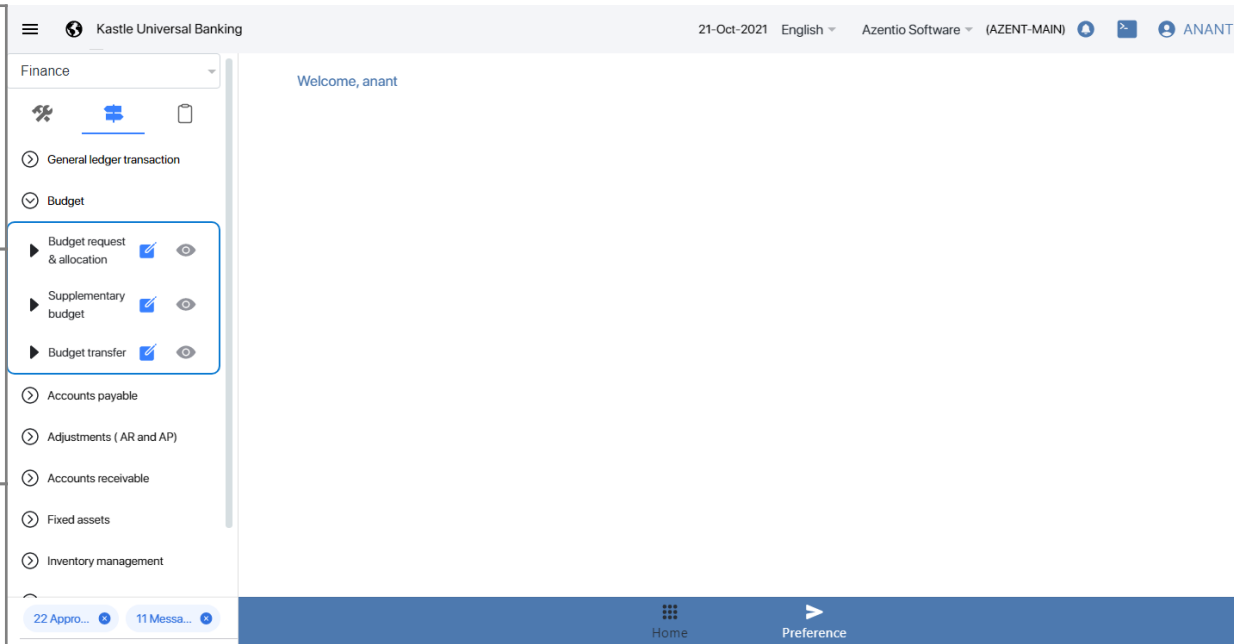 Kastle Universal Banking
21-Oct-2021 English Azentio Software (AZENT-MAIN) ANANT
Finance
Welcome, anant
General ledger transaction
Budget
Budget request
& allocation
Supplementary
budget
Budget transfer
Accounts payable
Adjustments ( AR and AP)
Accounts receivable
Fixed assets
Inventory management
22 Appro... 11 Messa...
Home Preference